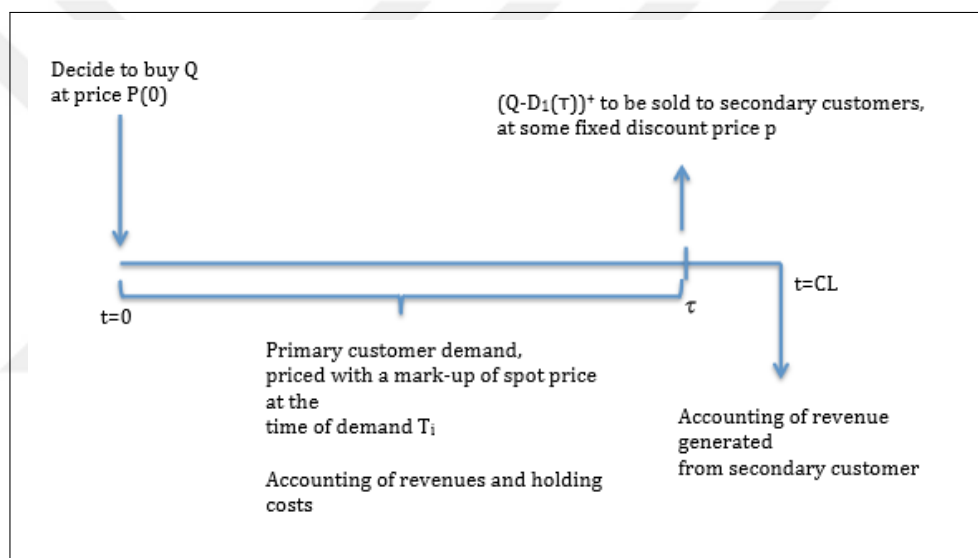 Decide to buy Q
at price P(0)
(Q-D₁(τ))⁺ to be sold to secondary customers,
at some fixed discount price p
t=0
τ
t=CL
Primary customer demand,
priced with a mark-up of spot price
at the
time of demand Tᵢ
Accounting of revenues and holding
costs
Accounting of revenue
generated
from secondary customer